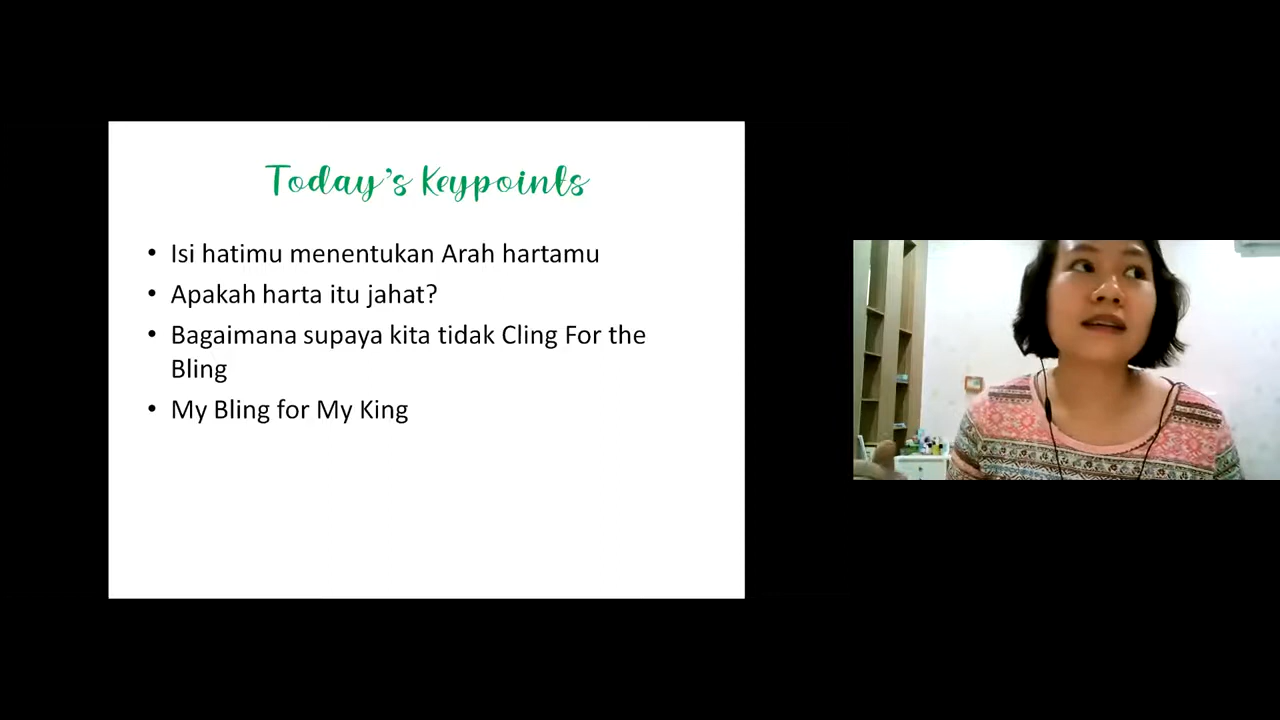 Today's Keypoints
• Isi hatimu menentukan Arah hartamu
• Apakah harta itu jahat?
• Bagaimana supaya kita tidak Cling For the
Bling
• My Bling for My King